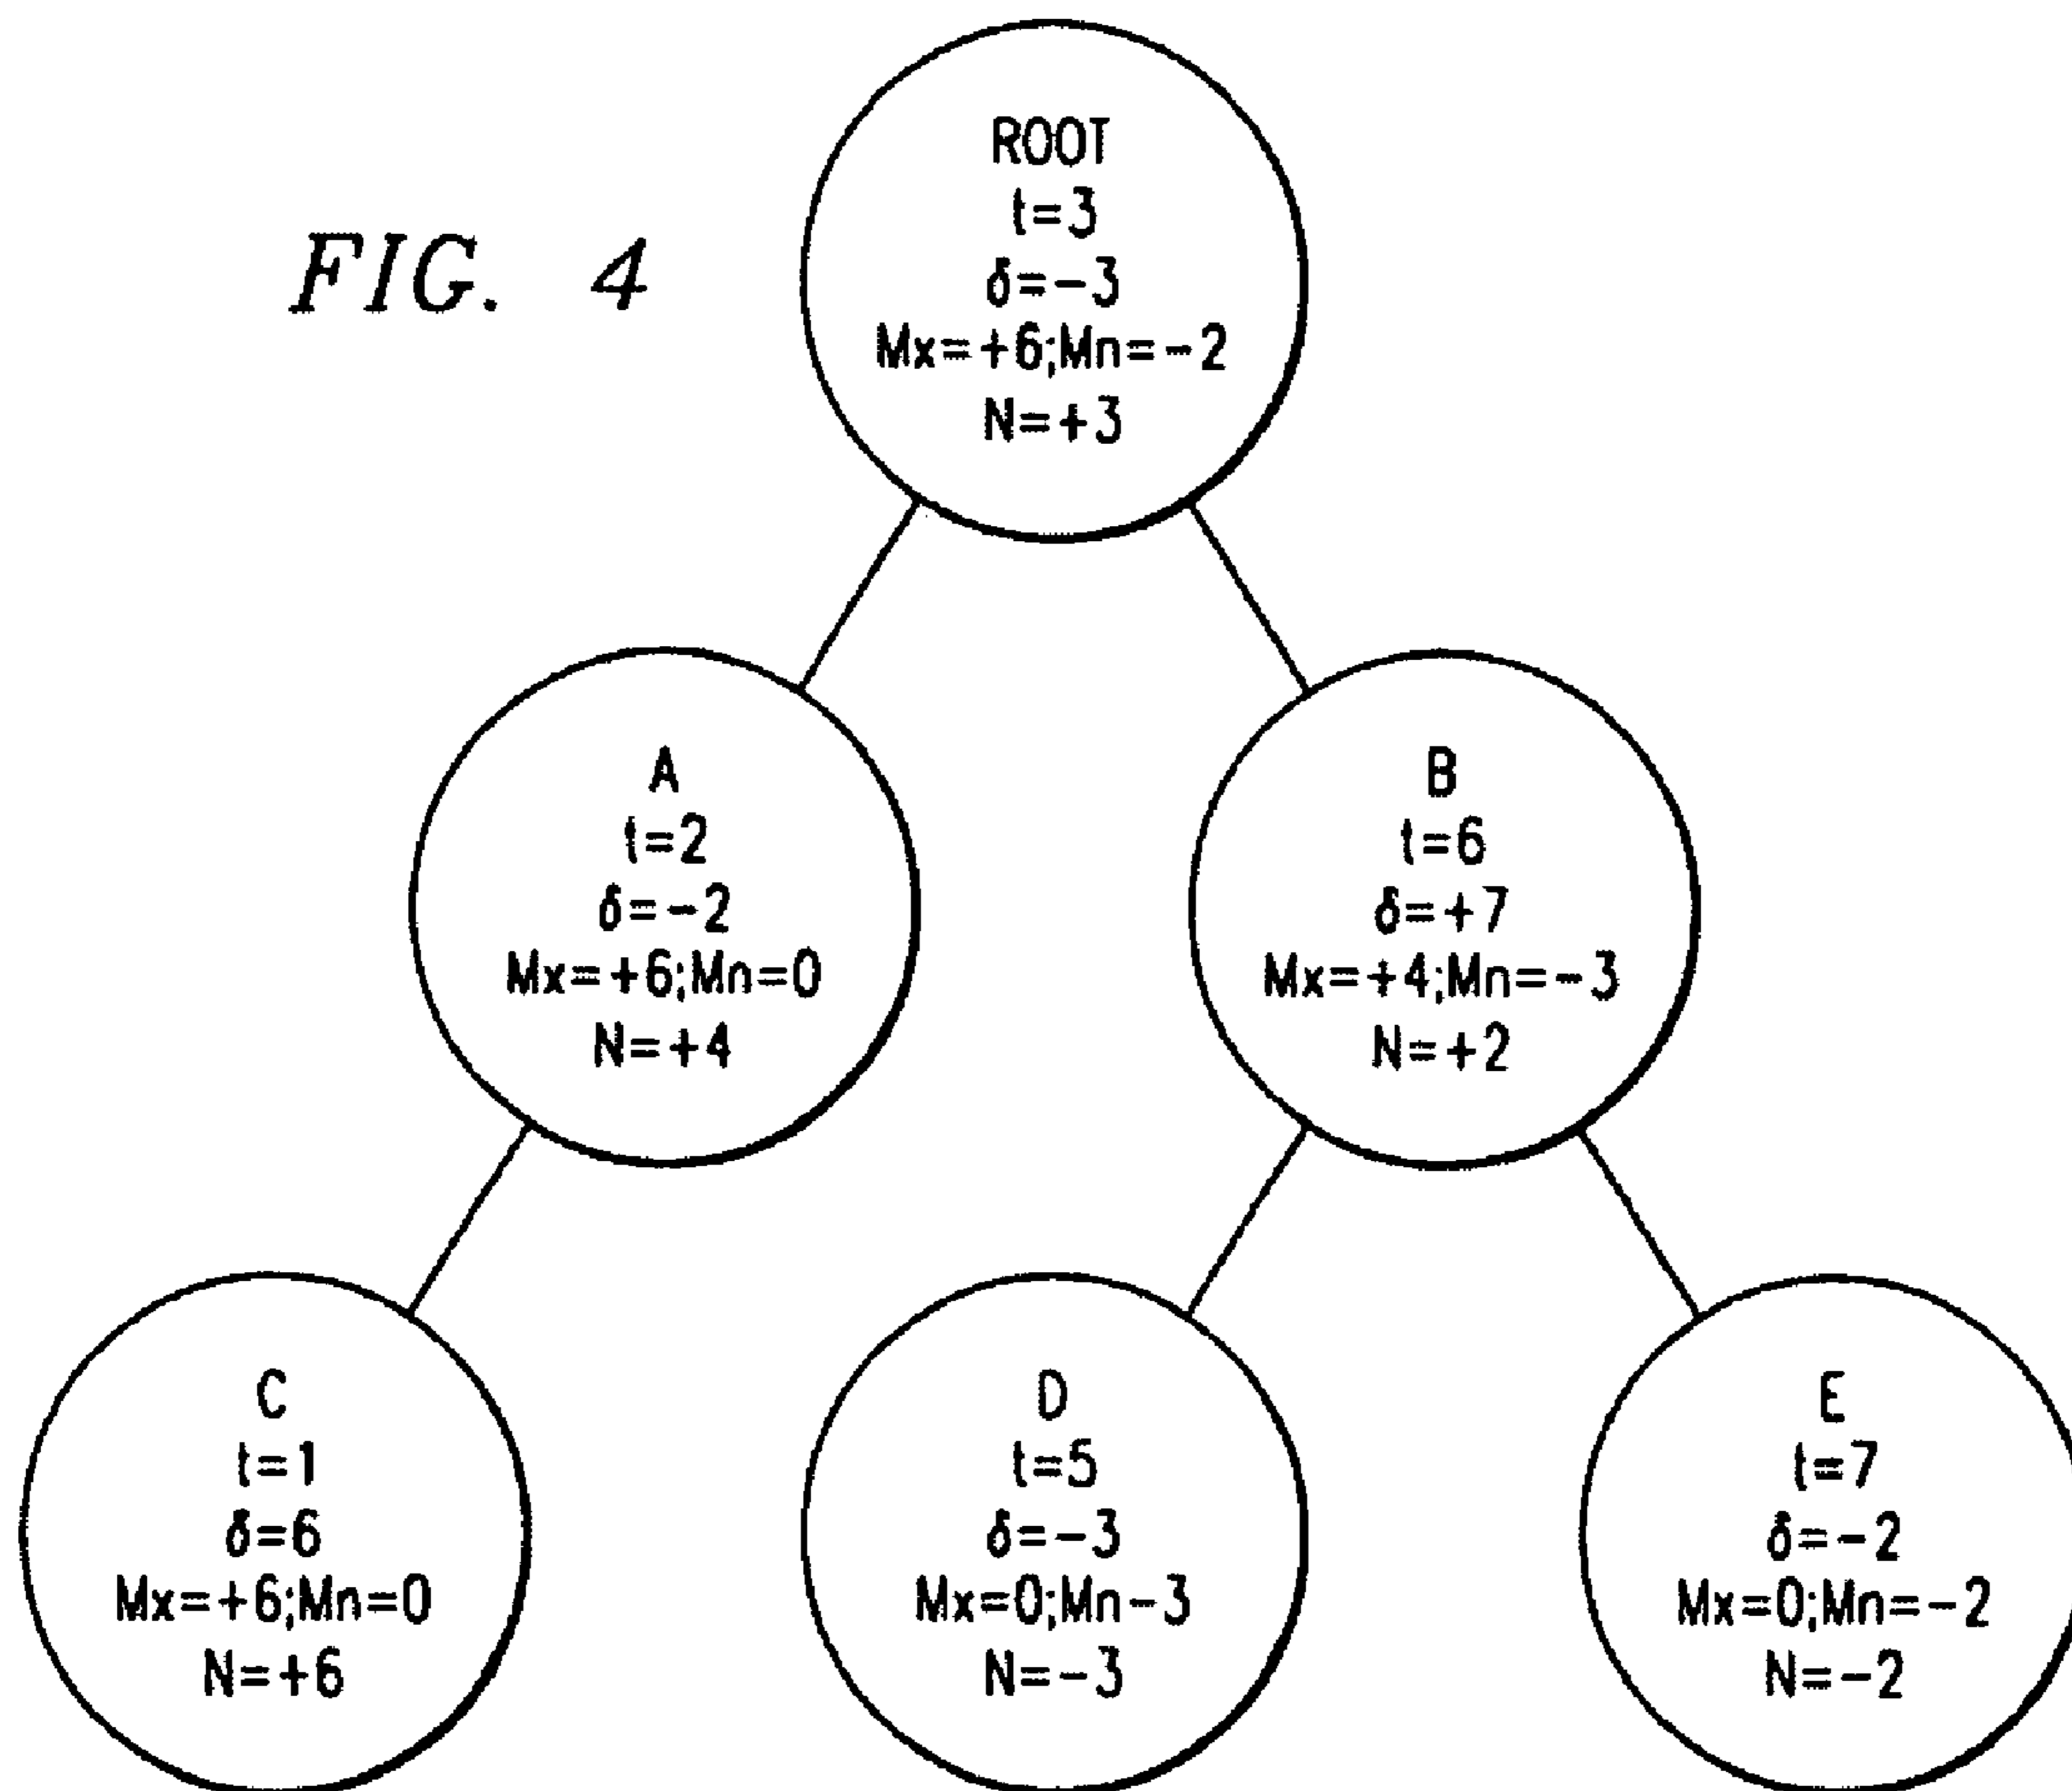 FIG. 4
ROOT
t=3
δ=-3
Mx=+6;Mn=-2
N=+3
A
t=2
δ=-2
Mx=+6;Mn=0
N=+4
B
t=6
δ=+7
Mx=+4;Mn=-3
N=+2
C
t=1
δ=6
Mx=+6;Mn=0
N=+6
D
t=5
δ=-3
Mx=0;Mn-3
N=-3
E
t=7
δ=-2
Mx=0;Mn=-2
N=-2